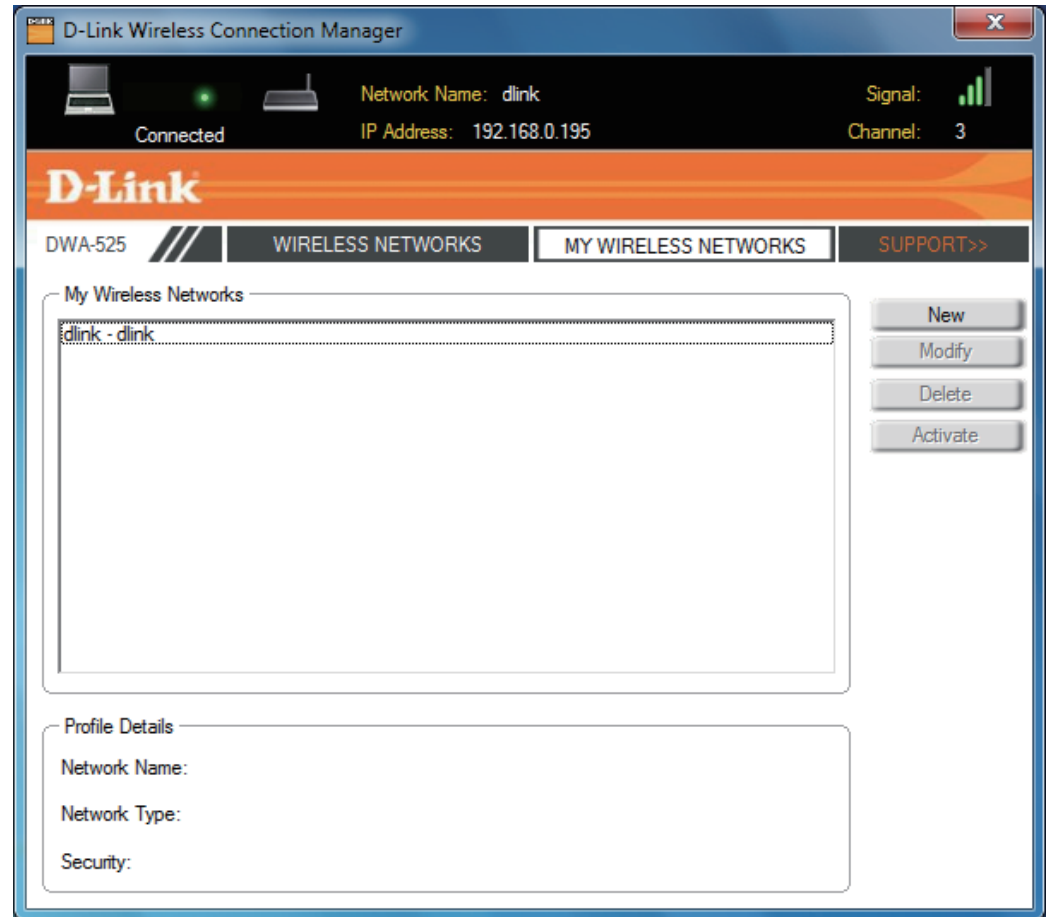 D-Link Wireless Connection Manager
Network Name: dlink
Signal:
Connected
IP Address: 192.168.0.195
Channel: 3
D-Link
DWA-525
WIRELESS NETWORKS
MY WIRELESS NETWORKS
SUPPORT>>
My Wireless Networks
dlink - dlink
New
Modify
Delete
Activate
Profile Details
Network Name:
Network Type:
Security: